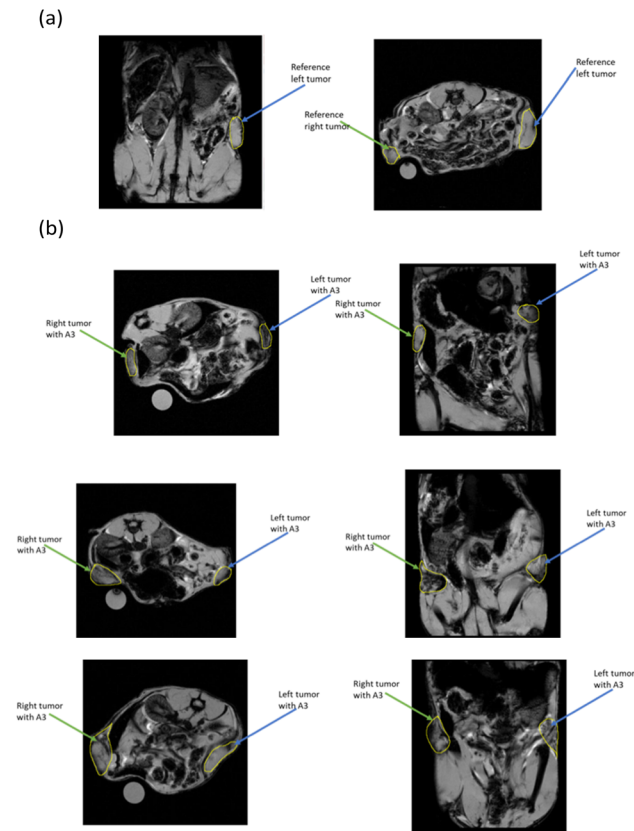 (a)
Reference
left tumor
Reference
left tumor
Reference
right tumor
(b)
Left tumor
with A3
Right tumor
with A3
Left tumor
with A3
Right tumor
with A3
Left tumor
with A3
Right tumor
with A3
Left tumor
with A3
Right tumor
with A3
Left tumor
with A3
Right tumor
with A3
Left tumor
with A3
Right tumor
with A3